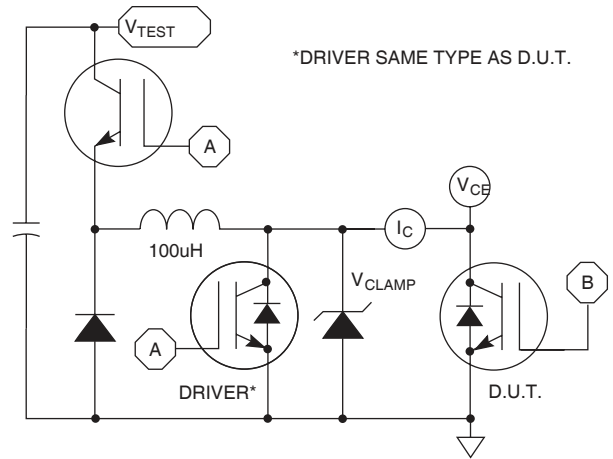 VTEST
*DRIVER SAME TYPE AS D.U.T.
A
VCE
IC
100uH
VCLAMP
B
A
DRIVER*
D.U.T.